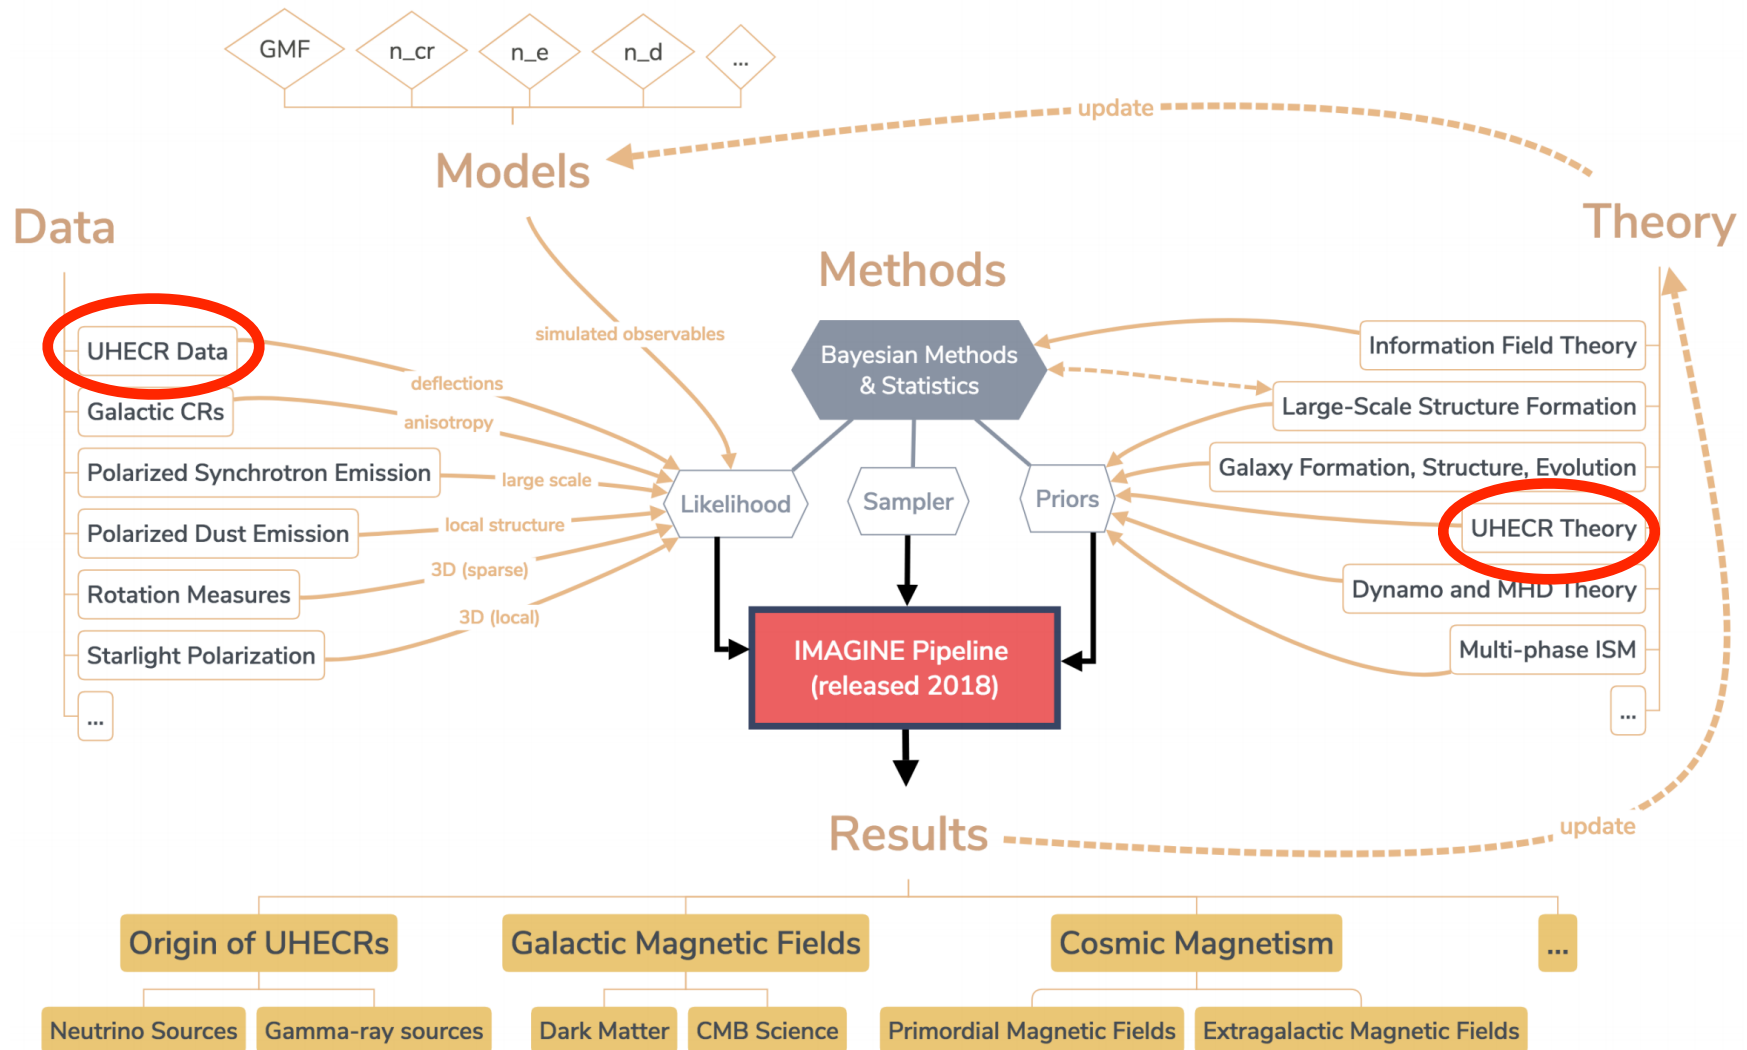 GMF
n_cr
n_e
n_d
...
update
Models
Data
Theory
Methods
simulated observables
UHECR Data
Galactic CRs
Polarized Synchrotron Emission
Polarized Dust Emission
Rotation Measures
Starlight Polarization
...
deflections
anisotropy
large scale
local structure
3D (sparse)
3D (local)
Bayesian Methods
& Statistics
Likelihood
Sampler
Priors
Information Field Theory
Large-Scale Structure Formation
Galaxy Formation, Structure, Evolution
UHECR Theory
Dynamo and MHD Theory
Multi-phase ISM
...
IMAGINE Pipeline
(released 2018)
Results
update
Origin of UHECRs
Galactic Magnetic Fields
Cosmic Magnetism
...
Neutrino Sources
Gamma-ray sources
Dark Matter
CMB Science
Primordial Magnetic Fields
Extragalactic Magnetic Fields